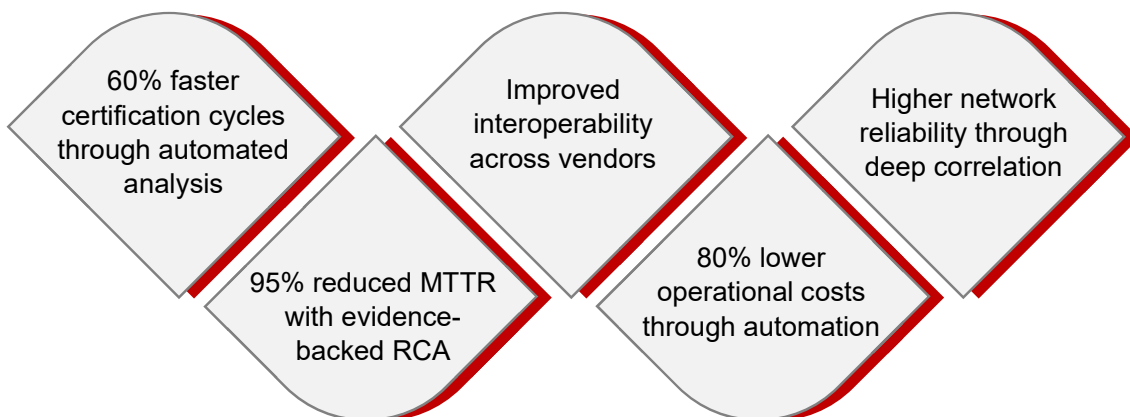 60% faster
certification cycles
through automated
analysis
95% reduced MTTR
with evidence-
backed RCA
Improved
interoperability
across vendors
80% lower
operational costs
through automation
Higher network
reliability through
deep correlation